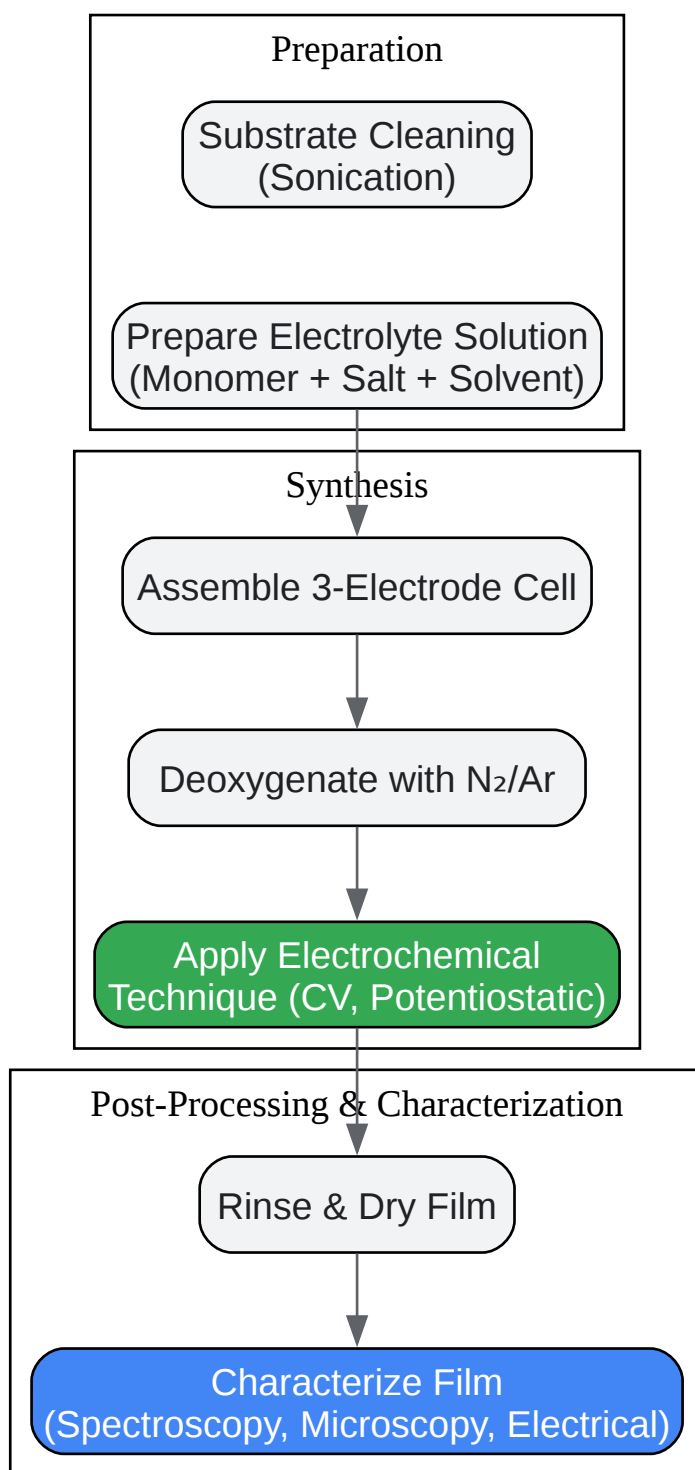 Preparation
Substrate Cleaning
(Sonication)
Prepare Electrolyte Solution
(Monomer + Salt + Solvent)
Synthesis
Assemble 3-Electrode Cell
Deoxygenate with N₂/Ar
Apply Electrochemical
Technique (CV, Potentiostatic)
Post-Processing & Characterization
Rinse & Dry Film
Characterize Film
(Spectroscopy, Microscopy, Electrical)